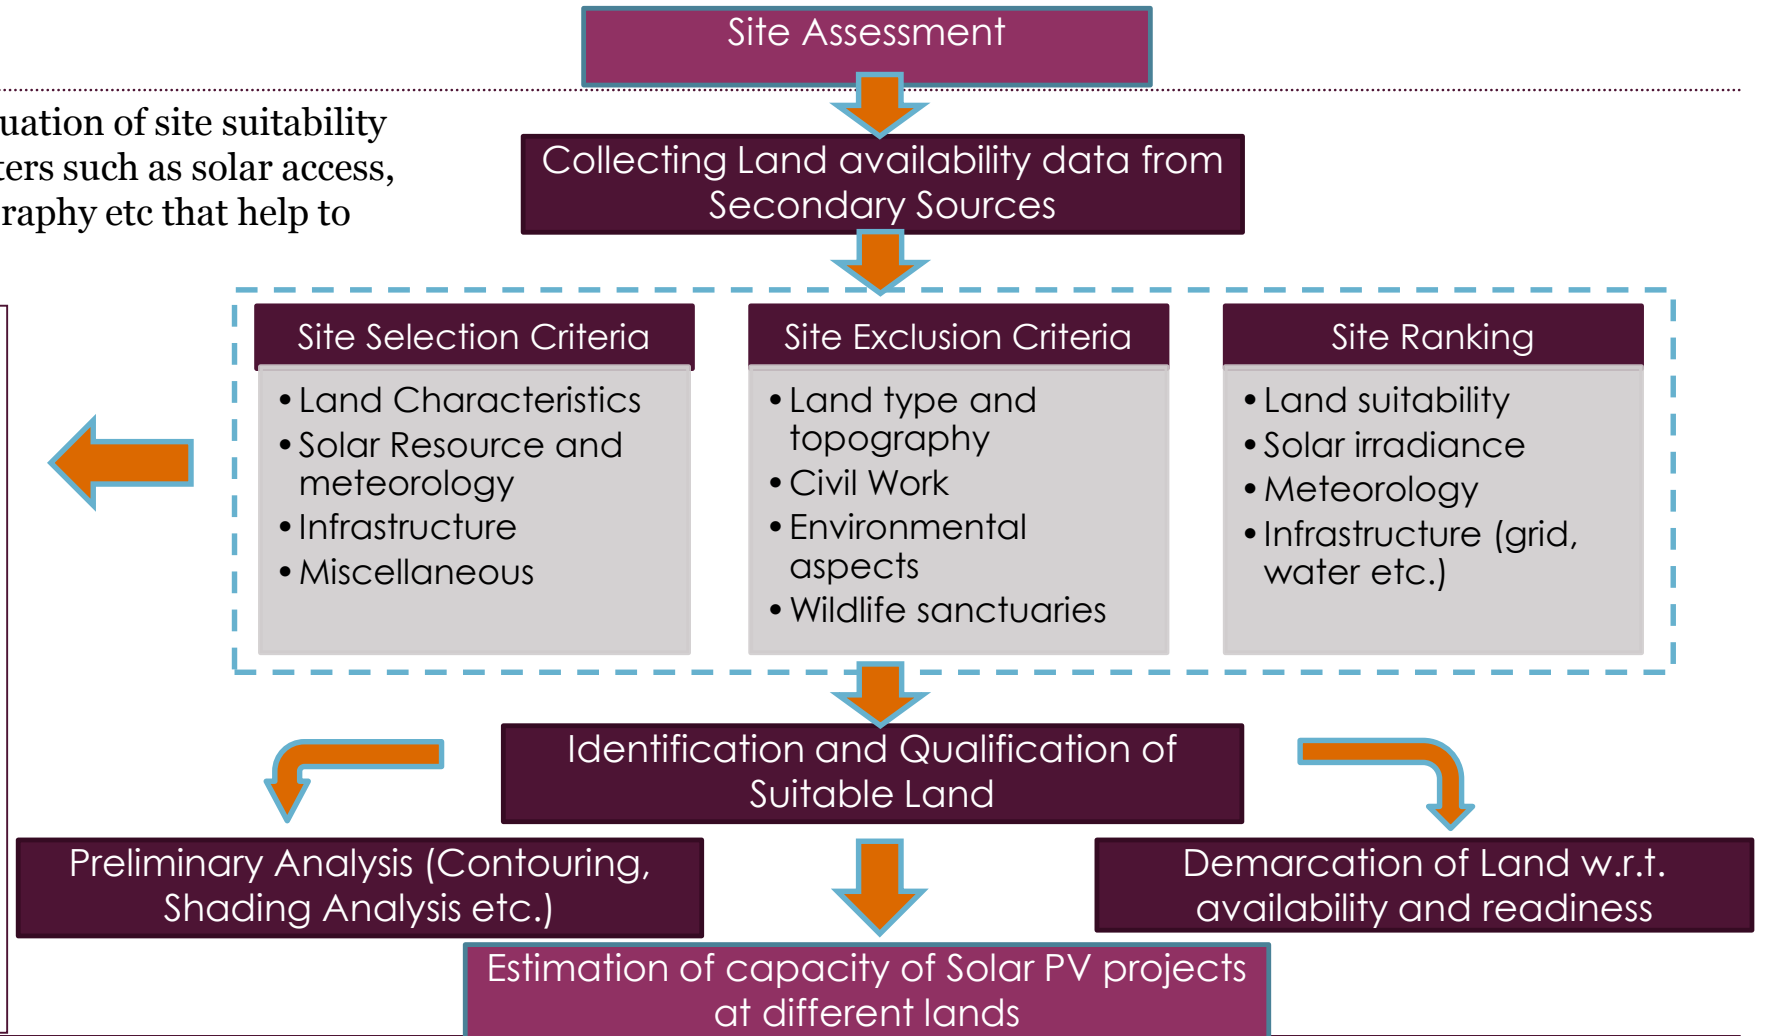 Site Assessment
uation of site suitability
ters such as solar access,
raphy etc that help to
Collecting Land availability data from
Secondary Sources
Site Selection Criteria
• Land Characteristics
• Solar Resource and
meteorology
• Infrastructure
• Miscellaneous
Site Exclusion Criteria
• Land type and
topography
• Civil Work
• Environmental
aspects
• Wildlife sanctuaries
Site Ranking
• Land suitability
• Solar irradiance
• Meteorology
• Infrastructure (grid,
water etc.)
Identification and Qualification of
Suitable Land
Preliminary Analysis (Contouring,
Shading Analysis etc.)
Demarcation of Land w.r.t.
availability and readiness
Estimation of capacity of Solar PV projects
at different lands